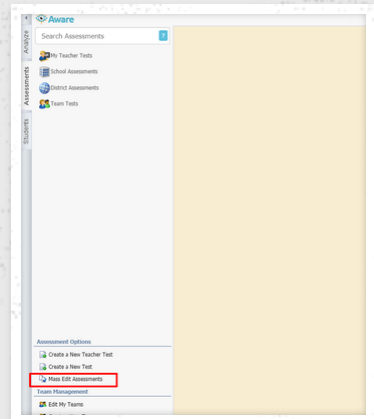 Aware
Analyze
Assessments
Students
Search Assessments
?
My Teacher Tests
School Assessments
District Assessments
Team Tests
Assessment Options
Create a New Teacher Test
Create a New Test
Mass Edit Assessments
Team Management
Edit My Teams